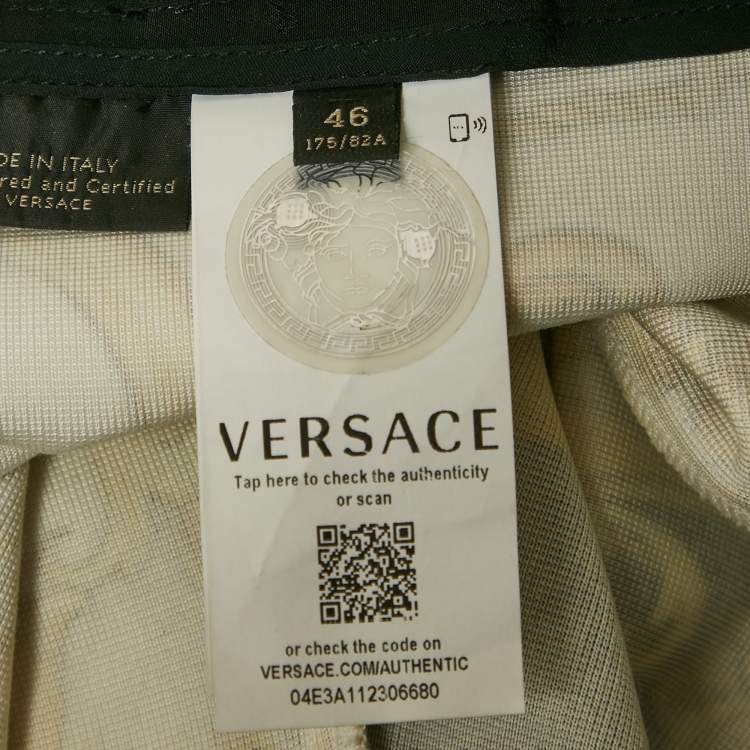 46
175/82A
DE IN ITALY
red and Certified
VERSACE
VERSACE
Tap here to check the authenticity
or scan
or check the code on
VERSACE.COM/AUTHENTIC
04E3A112306680